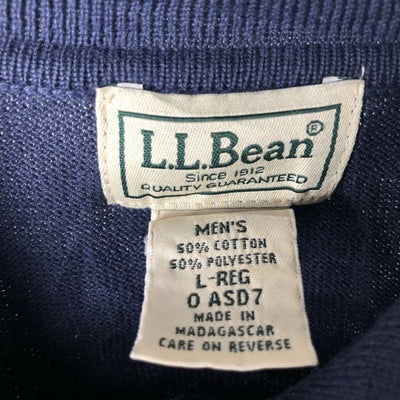 L.L.Bean®
Since 1912
QUALITY GUARANTEED
MEN'S
50% COTTON
50% POLYESTER
L-REG
0 ASD7
MADE IN
MADAGASCAR
CARE ON REVERSE